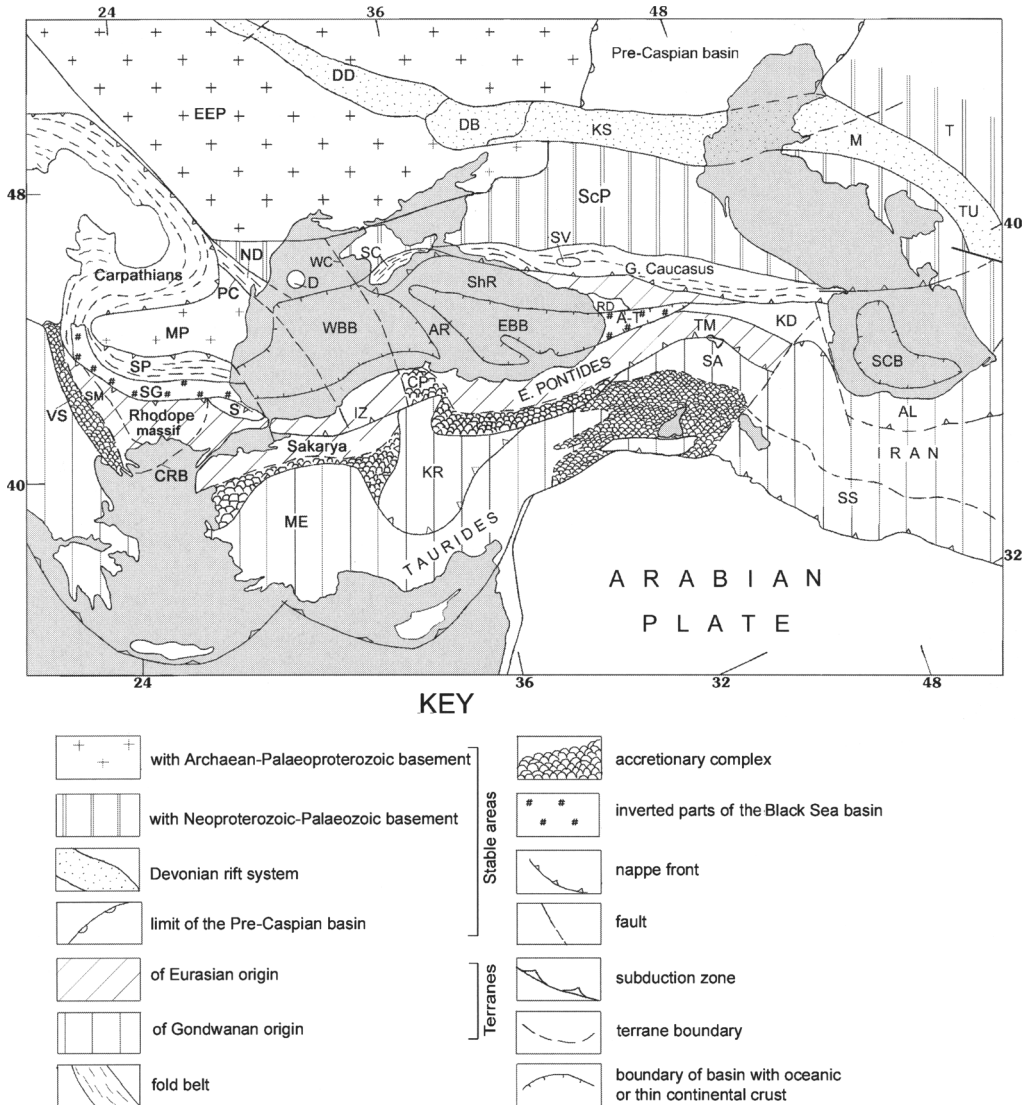 24
36
48
Pre-Caspian basin
DD
EEP
DB
KS
M
T
48
ScP
TU
40
ND
SC
SV
Carpathians
WC
G. Caucasus
PC
D
ShR
RD
MP
WBB
AR
EBB
A-T
KD
TM
SP
SCB
CP
SA
VS
SM
SG
E. PONTIDES
Rhodope
massif
S
IZ
AL
Sakarya
IRAN
CRB
KR
40
SS
ME
TAURIDES
32
ARABIAN
PLATE
24
36
32
48
KEY
with Archaean-Palaeoproterozoic basement
with Neoproterozoic-Palaeozoic basement
Devonian rift system
limit of the Pre-Caspian basin
Stable areas
of Eurasian origin
of Gondwanan origin
Terranes
fold belt
accretionary complex
inverted parts of the Black Sea basin
nappe front
fault
subduction zone
terrane boundary
boundary of basin with oceanic
or thin continental crust